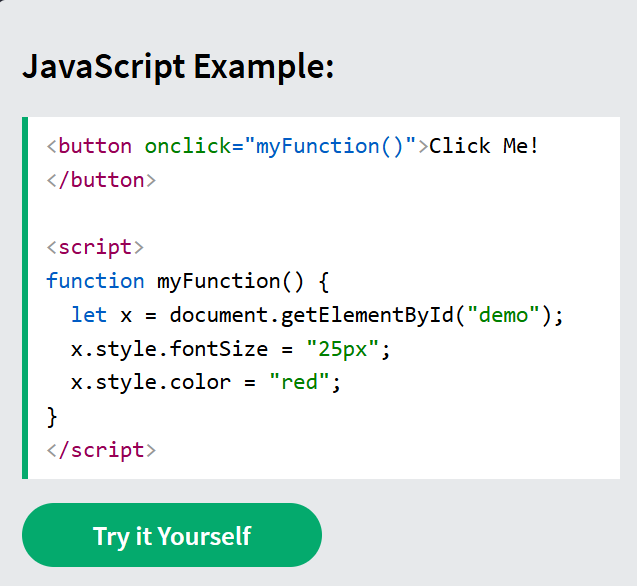 JavaScript Example:
<button onclick="myFunction()">Click Me!
</button>
<script>
function myFunction() {
  let x = document.getElementById("demo");
  x.style.fontSize = "25px";
  x.style.color = "red";
}
</script>
Try it Yourself